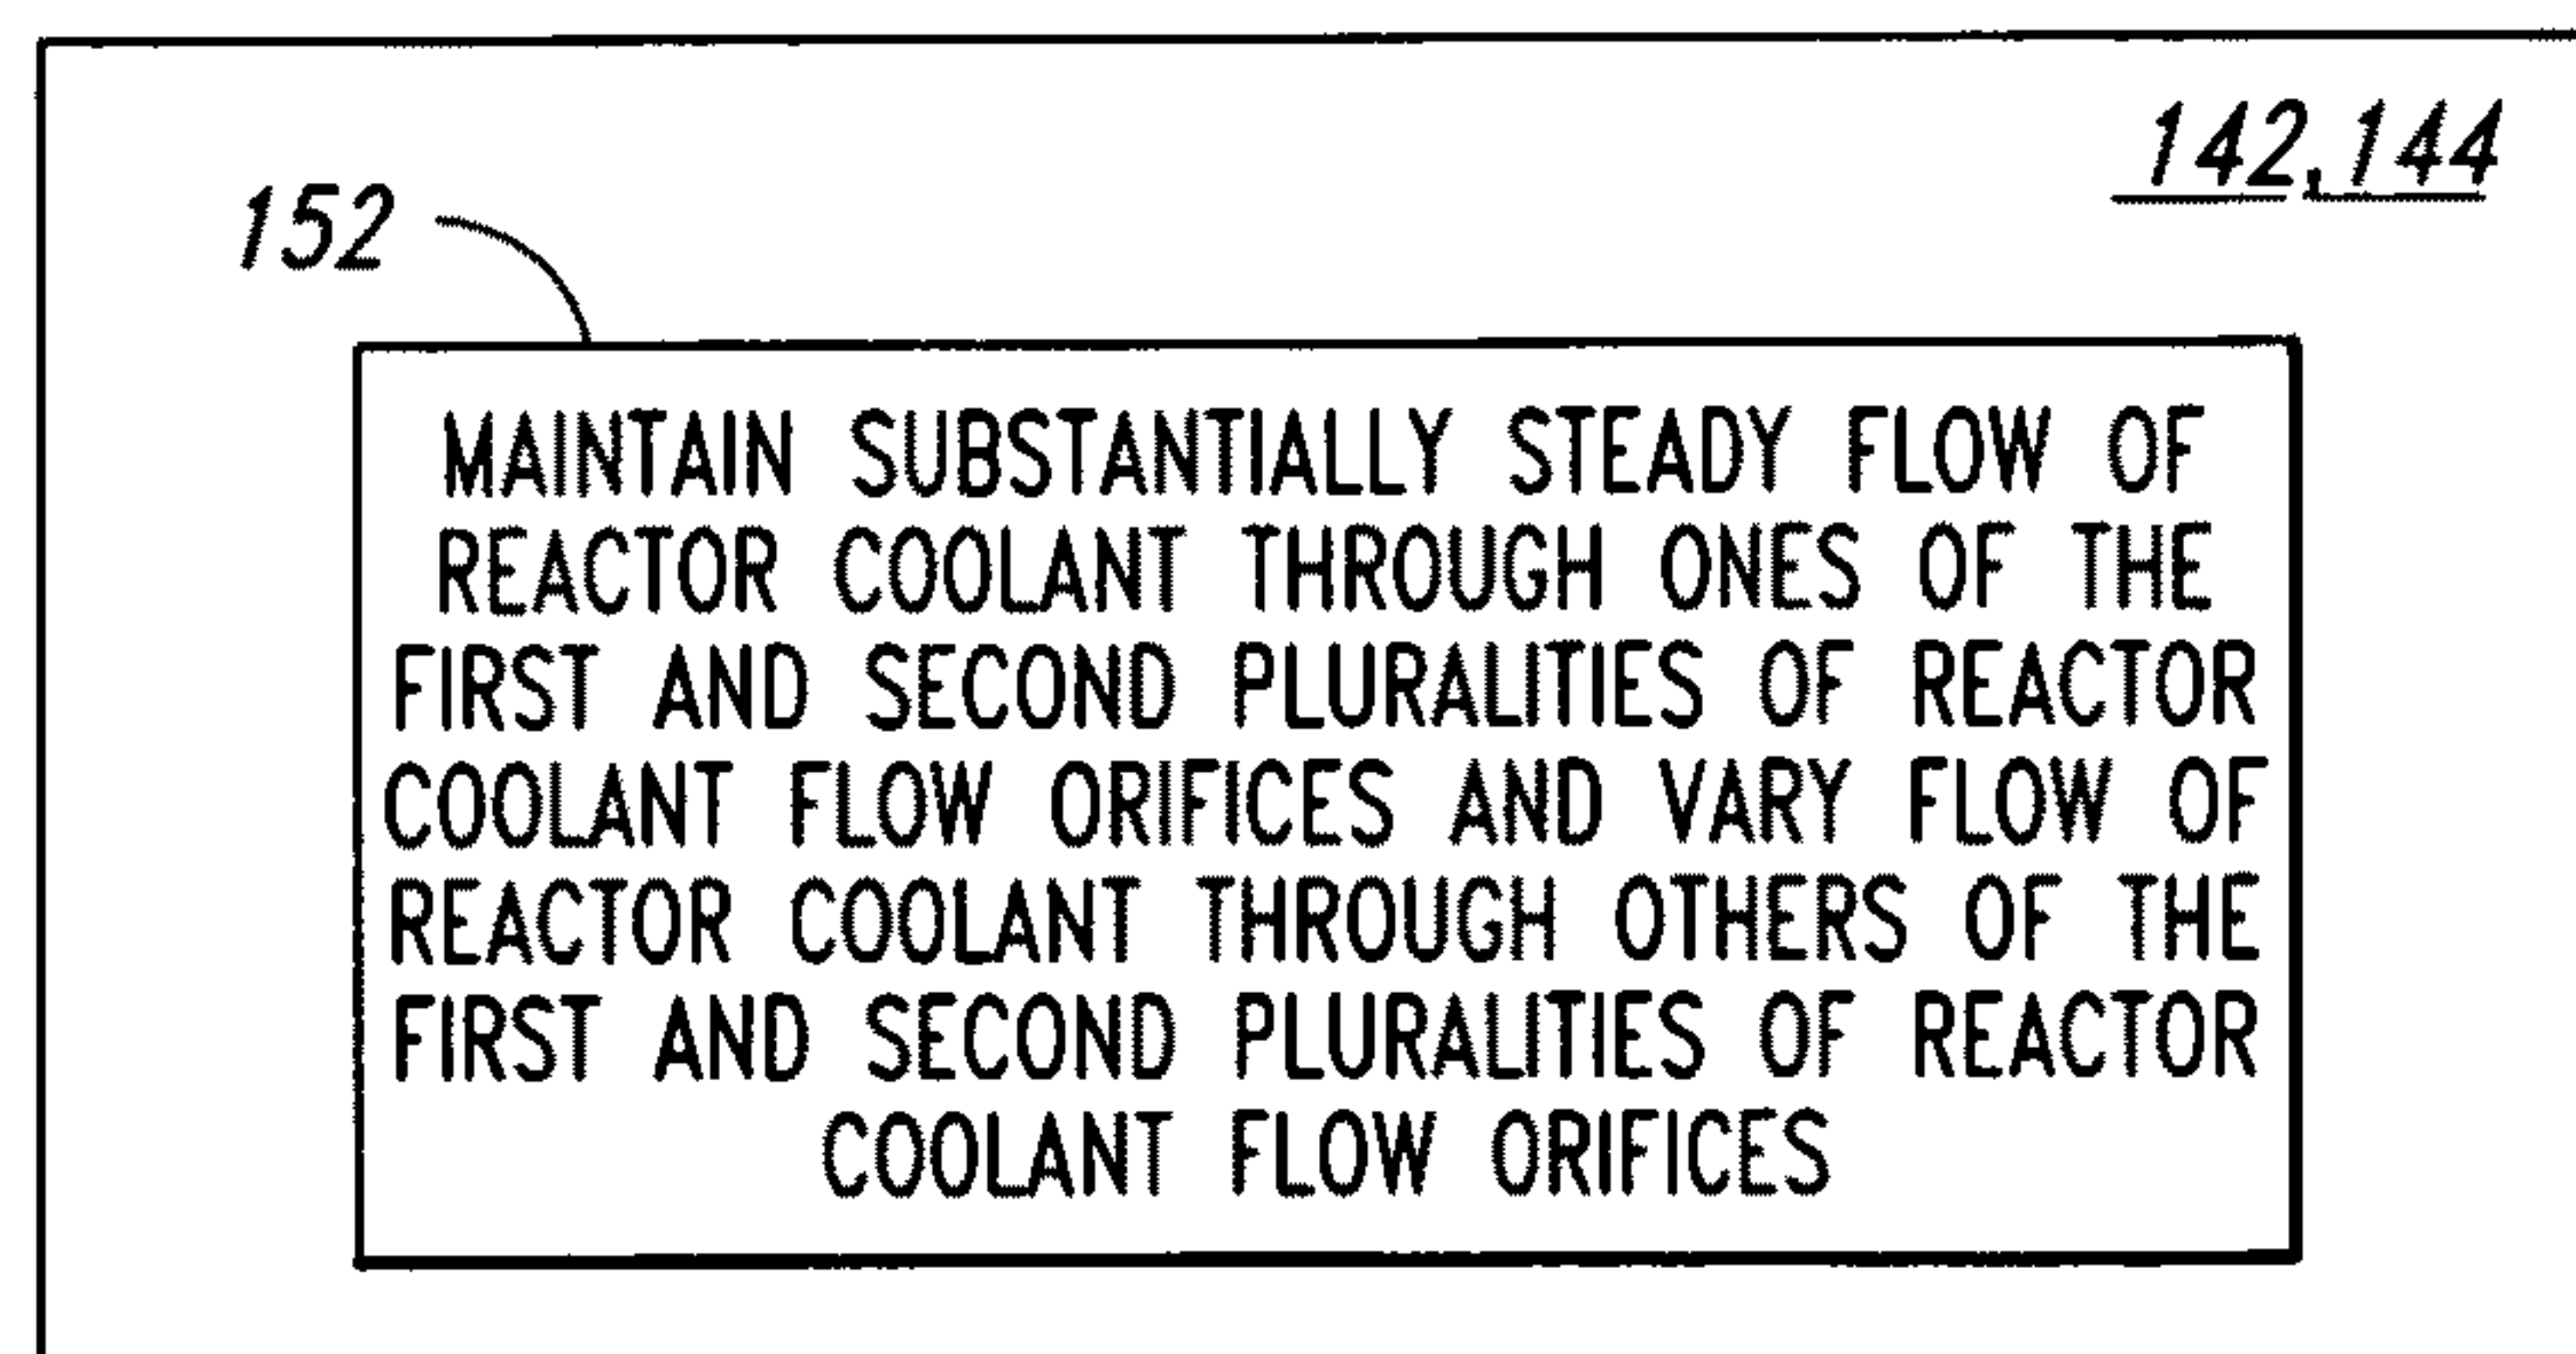 142, 144
152
MAINTAIN SUBSTANTIALLY STEADY FLOW OF
REACTOR COOLANT THROUGH ONES OF THE
FIRST AND SECOND PLURALITIES OF REACTOR
COOLANT FLOW ORIFICES AND VARY FLOW OF
REACTOR COOLANT THROUGH OTHERS OF THE
FIRST AND SECOND PLURALITIES OF REACTOR
COOLANT FLOW ORIFICES